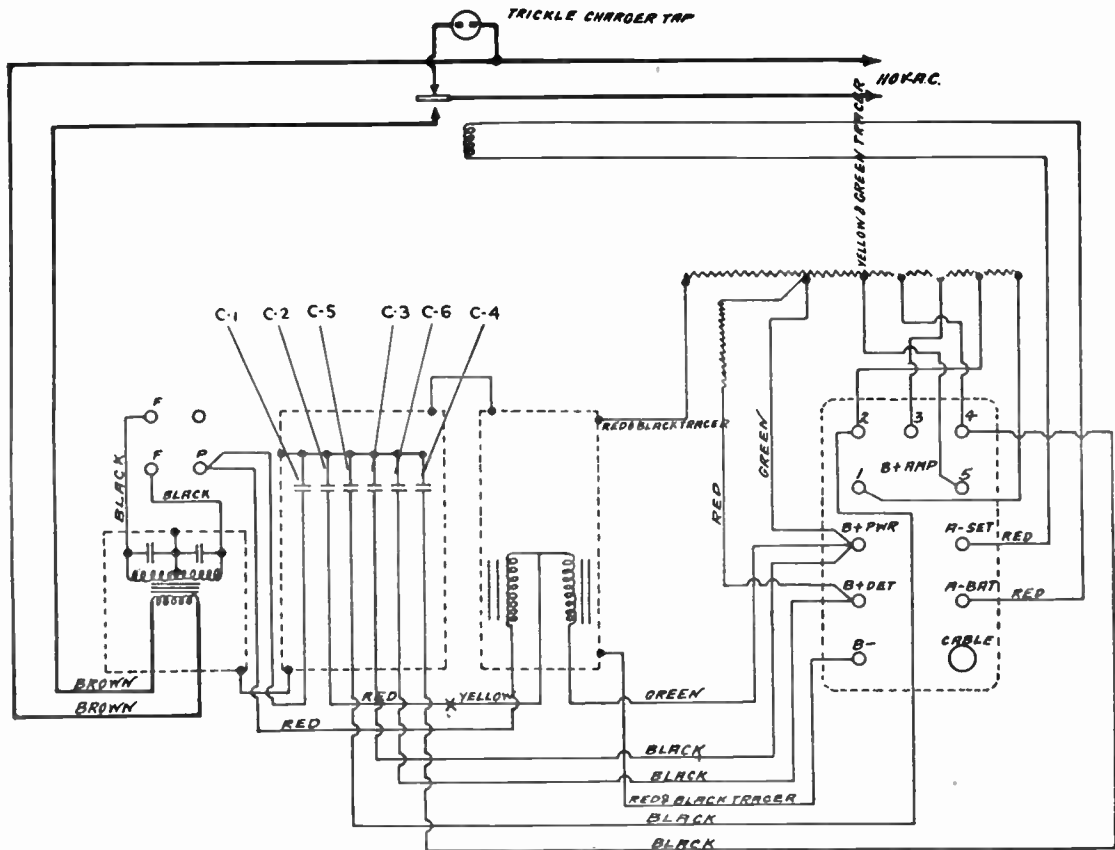 TRICKLE CHARGER TAP
110V.A.C.
YELLOW & GREEN TRACER
C-1 C-2 C-5 C-3 C-6 C-4
F
F P
BLACK
BLACK
RED & BLACK TRACER
GREEN
RED
2 3 4
B+AMP
1 5
B+PWR A-SET
RED
B+DET A-BAT
RED
B- CABLE
BROWN
BROWN
RED YELLOW
GREEN
RED
BLACK
BLACK
RED & BLACK TRACER
BLACK
BLACK